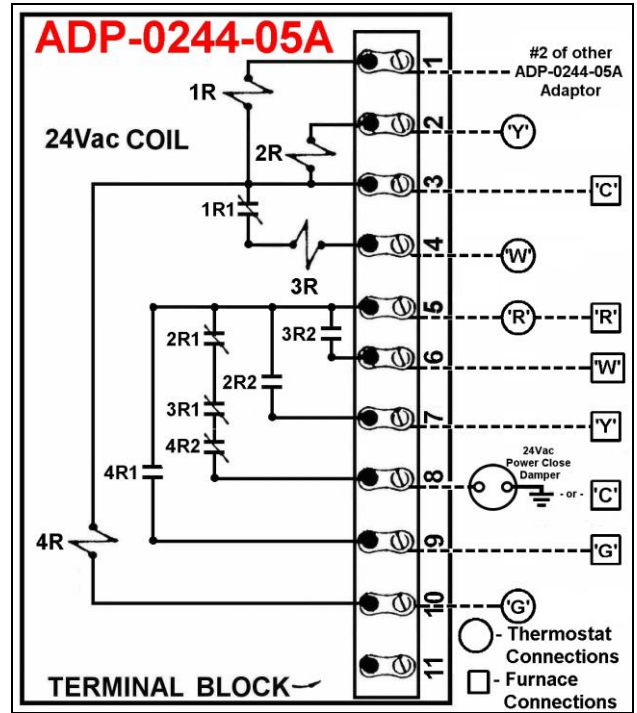 ADP-0244-05A
1
#2 of other
ADP-0244-05A
Adaptor
1R
24Vac COIL
2
'Y'
2R
3
'C'
1R1
4
'W'
3R
5
'R'
'R'
2R1
3R2
6
'W'
2R2
7
'Y'
3R1
4R2
24Vac
Power Close
Damper
8
- or -
'C'
4R1
9
'G'
4R
10
'G'
- Thermostat
Connections
11
- Furnace
Connections
TERMINAL BLOCK